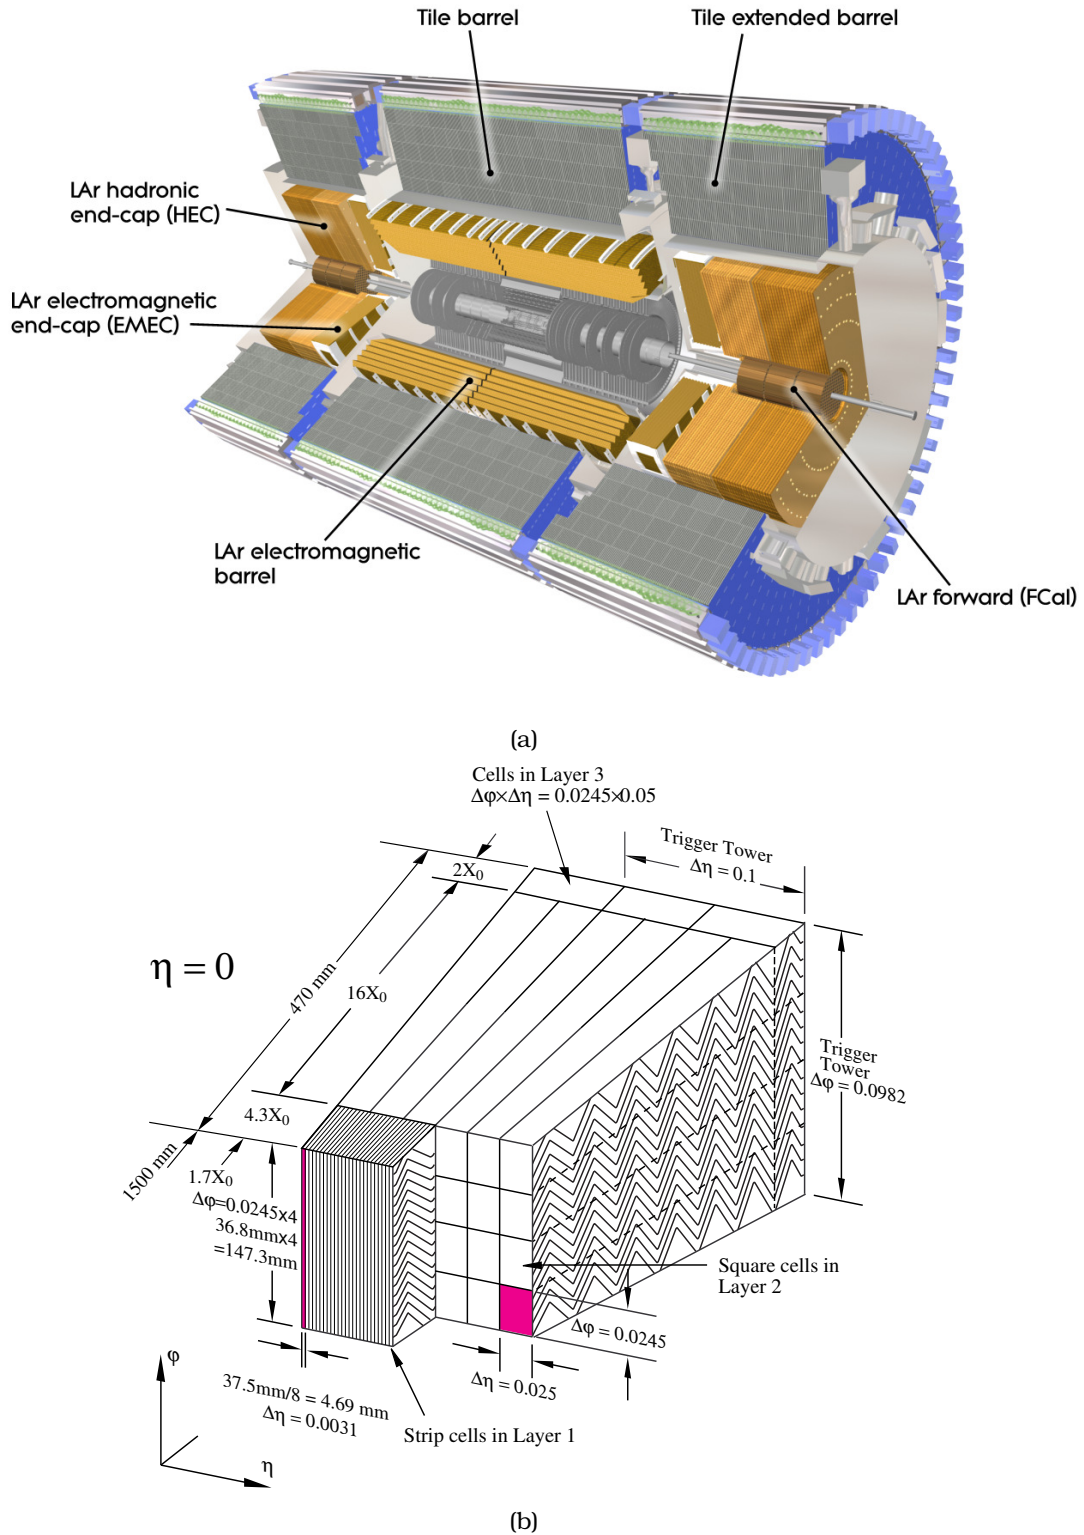 Tile barrel
Tile extended barrel
LAr hadronic
end-cap (HEC)
LAr electromagnetic
end-cap (EMEC)
LAr electromagnetic
barrel
LAr forward (FCal)
(a)
Cells in Layer 3
Δφ×Δη = 0.0245×0.05
Trigger Tower
Δη = 0.1
2X₀
η = 0
470 mm
16X₀
Trigger
Tower
Δφ = 0.0982
4.3X₀
1500 mm
1.7X₀
Δφ=0.0245x4
36.8mmx4
=147.3mm
Square cells in
Layer 2
Δφ = 0.0245
Δη = 0.025
37.5mm/8 = 4.69 mm
Δη = 0.0031
Strip cells in Layer 1
φ
η
(b)